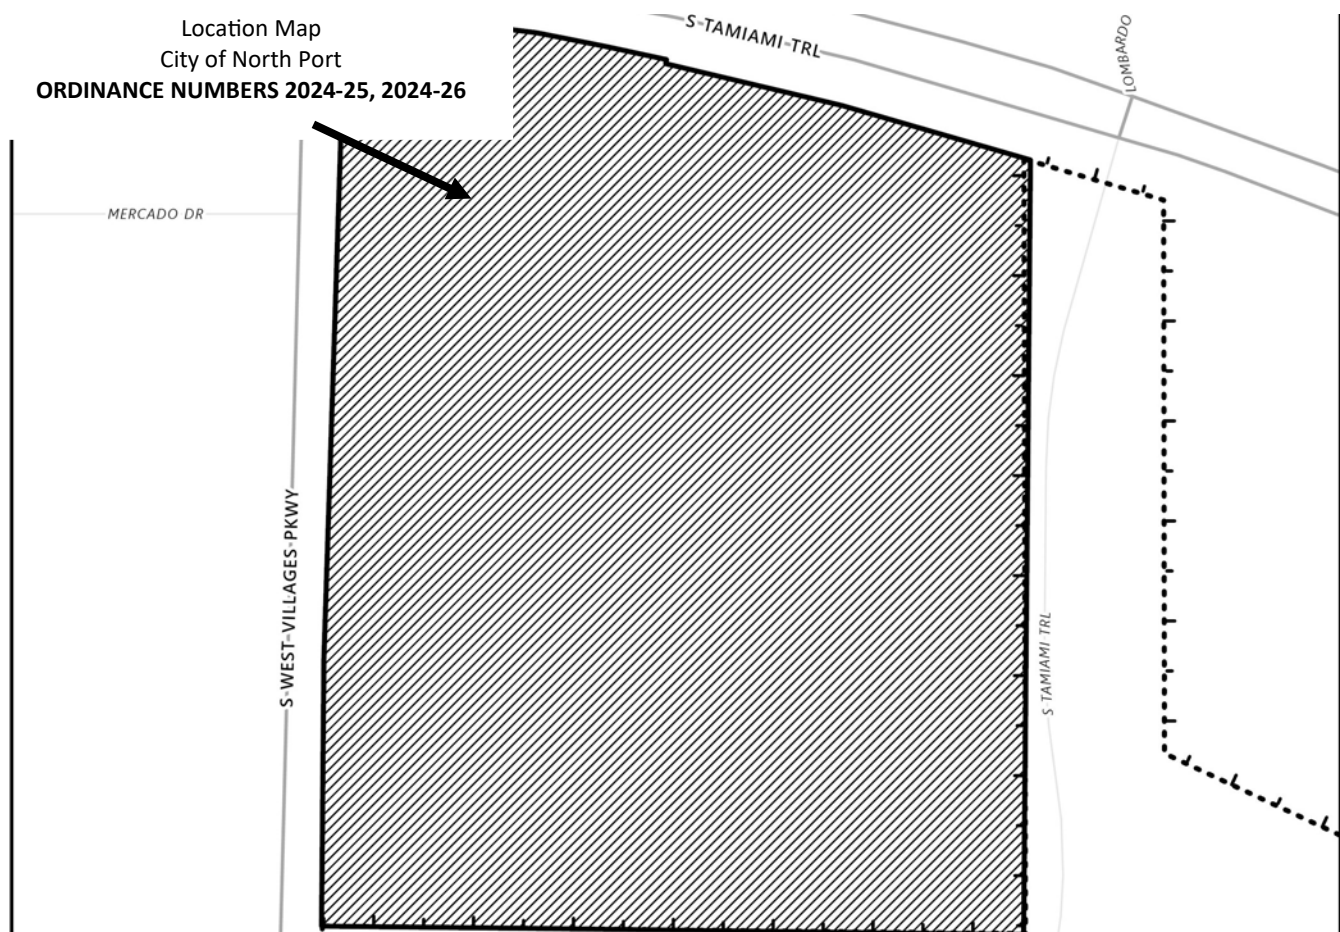 Location Map
City of North Port
ORDINANCE NUMBERS 2024-25, 2024-26
S TAMIAMI TRL
LOMBARDO
MERCADO DR
S WEST VILLAGES PKWY
S TAMIAMI TRL